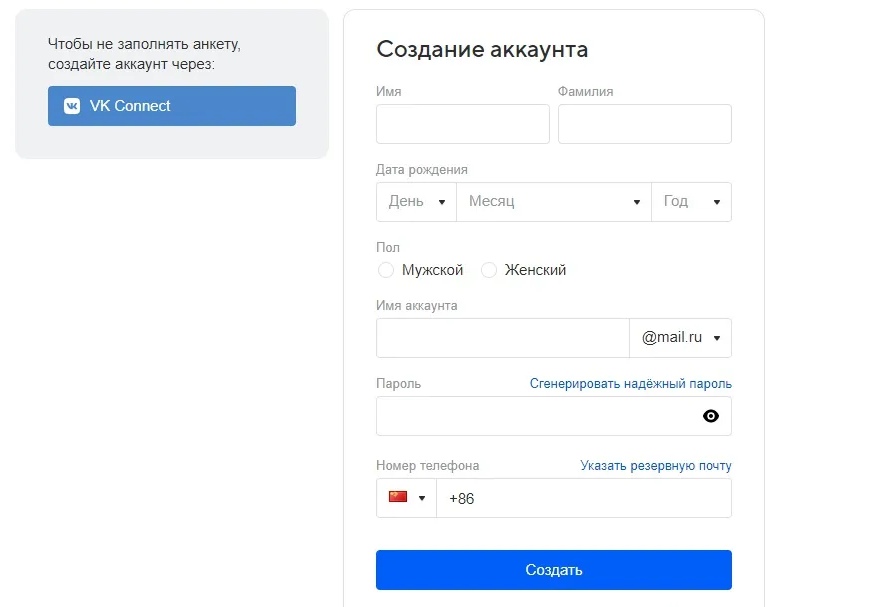 Чтобы не заполнять анкету,
создайте аккаунт через:
VK Connect
Создание аккаунта
Имя Фамилия
Дата рождения
День Месяц Год
Пол
Мужской Женский
Имя аккаунта
@mail.ru
Пароль Сгенерировать надёжный пароль
Номер телефона Указать резервную почту
+86
Создать